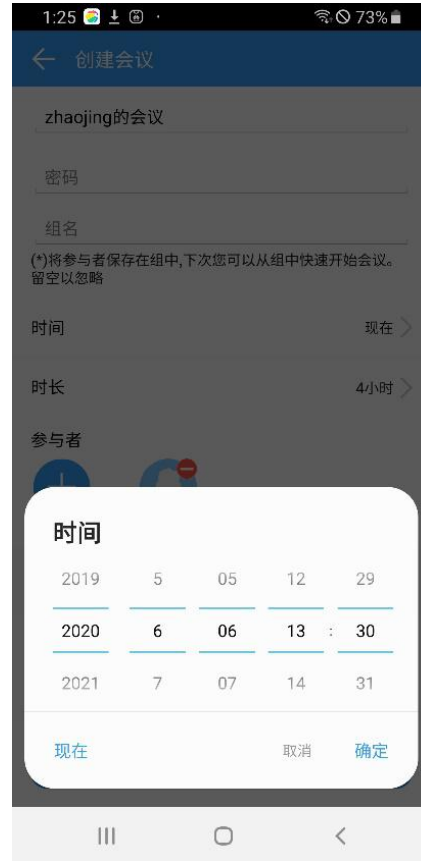 1:25 73%
创建会议
zhaojing的会议
密码
组名
(*)将参与者保存在组中,下次您可以从组中快速开始会议。
留空以忽略
时间 现在
时长 4小时
参与者
时间
2019 5 05 12 29
2020 6 06 13 : 30
2021 7 07 14 31
现在 取消 确定